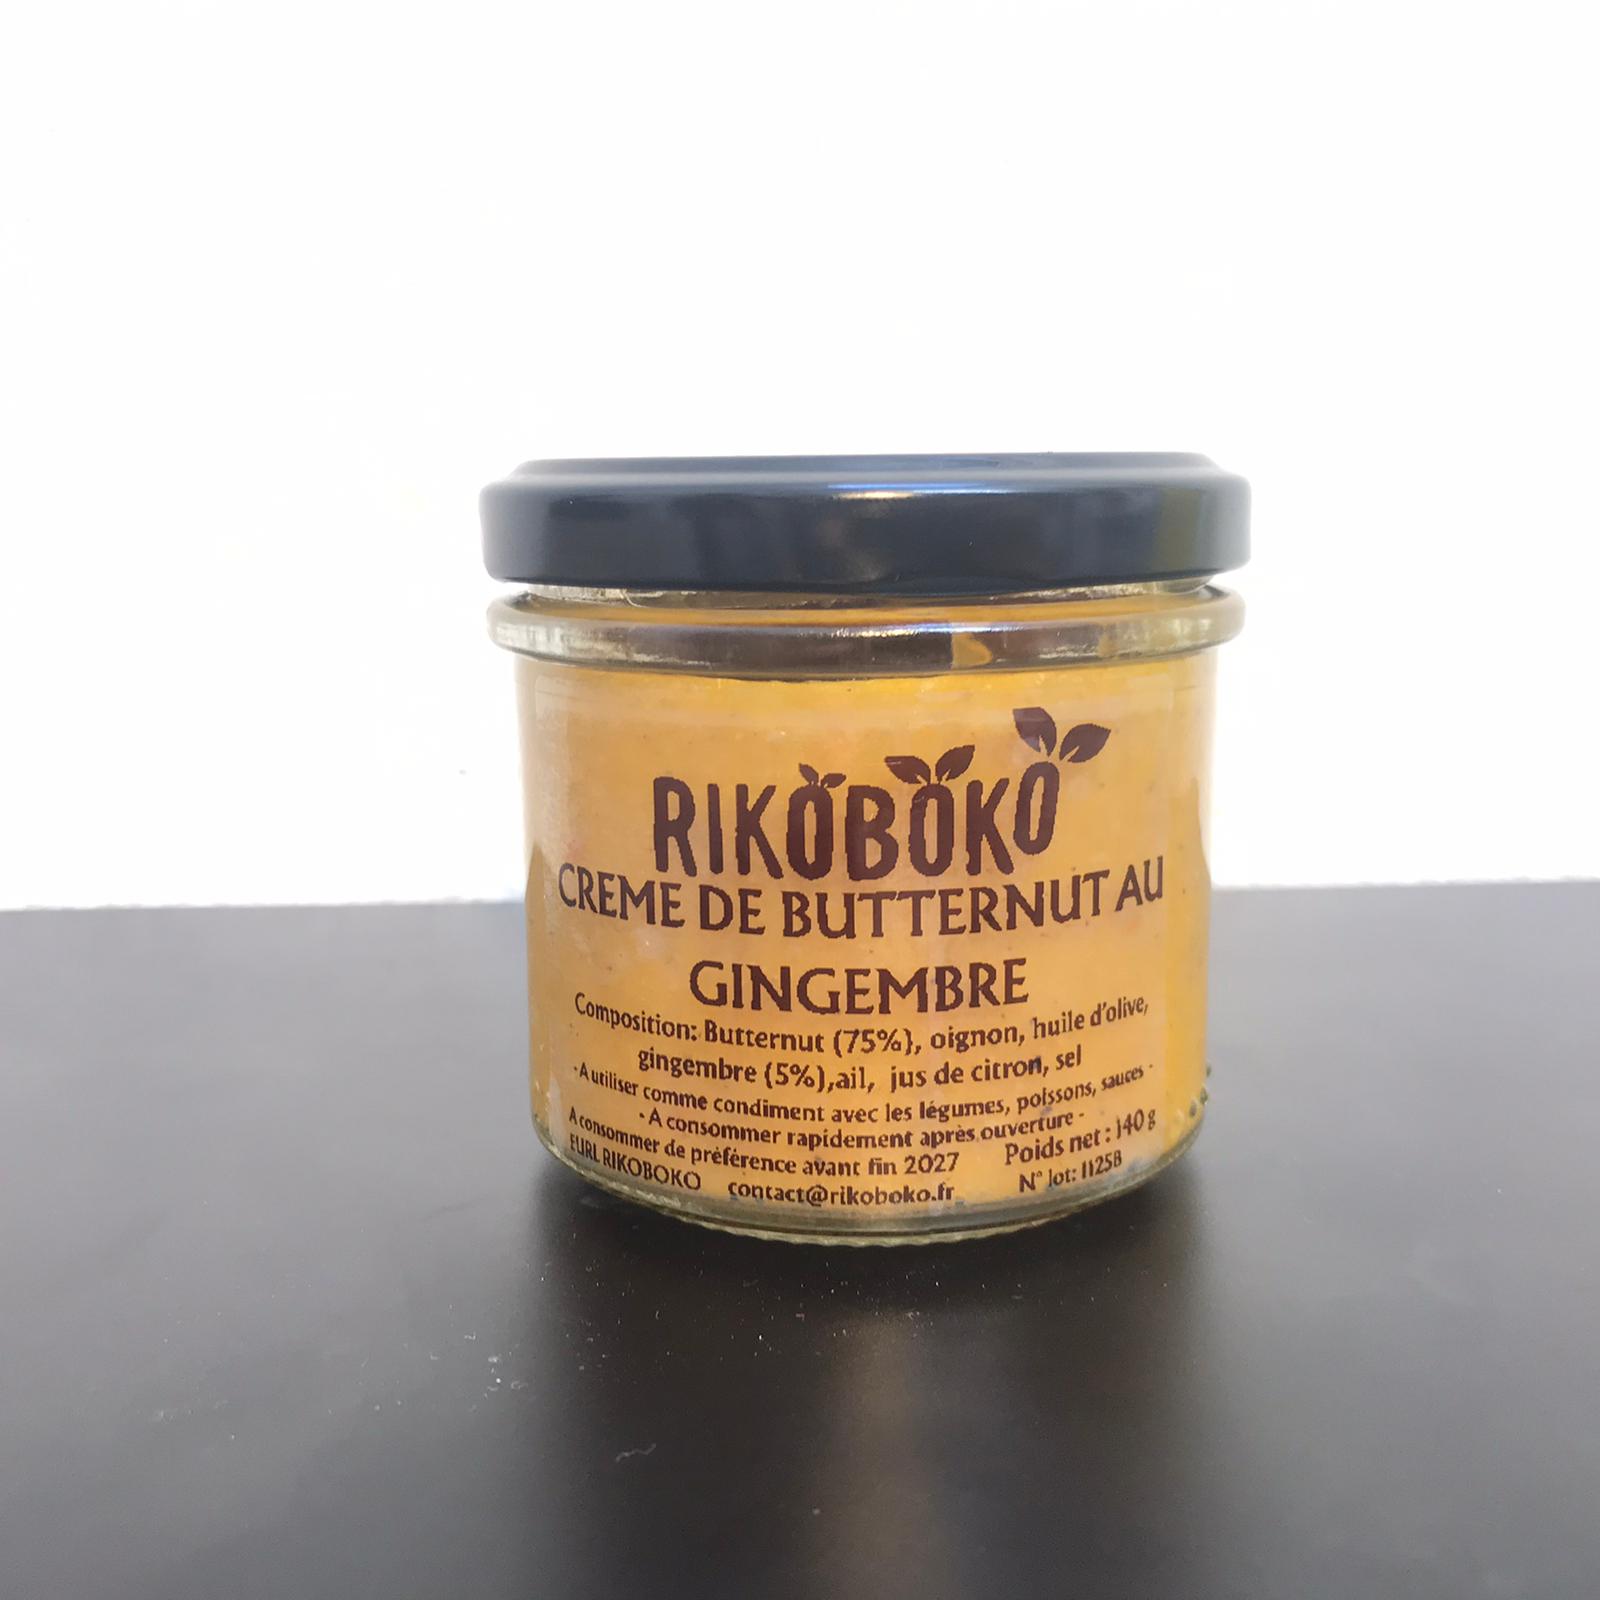 RIKOBOKO
CREME DE BUTTERNUT AU
GINGEMBRE
Composition: Butternut (75%}, oignon, huile d'olive,
gingembre (5%),ail, jus de citron, sel
-A utiliser comme condiment avec les légumes, poissons, sauces -
- A consommer rapidement après ouverture -
A consommer de préférence avant fin 2027 Poids net : 140 g
EURL RIKOBOKO contact@rikoboko.fr N° lot: 1125B